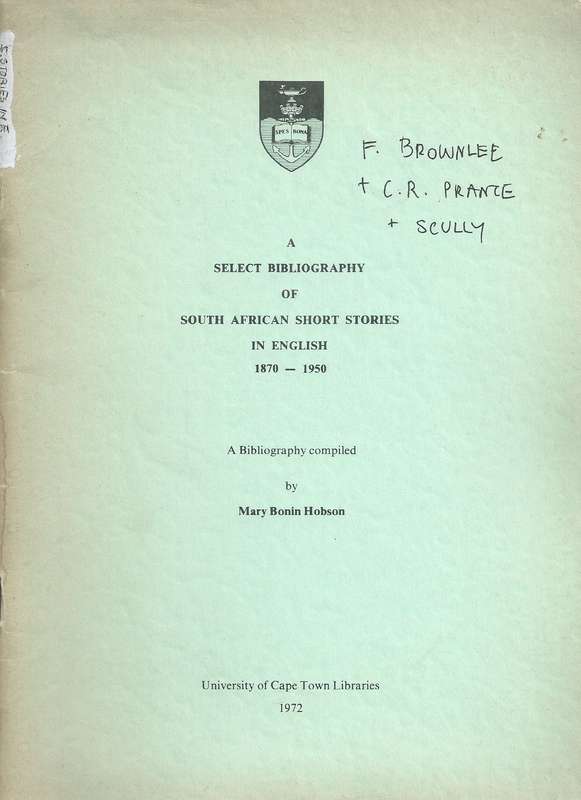 SPES BONA
F. BROWNLEE
+ C.R. PRANCE
+ SCULLY
A
SELECT BIBLIOGRAPHY
OF
SOUTH AFRICAN SHORT STORIES
IN ENGLISH
1870 — 1950
A Bibliography compiled
by
Mary Bonin Hobson
University of Cape Town Libraries
1972